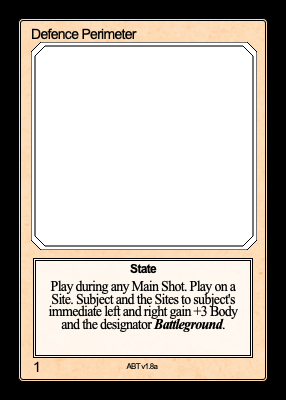 Defence Perimeter
State
Play during any Main Shot. Play on a
Site. Subject and the Sites to subject's
immediate left and right gain +3 Body
and the designator Battleground.
1
ABT v1.8a